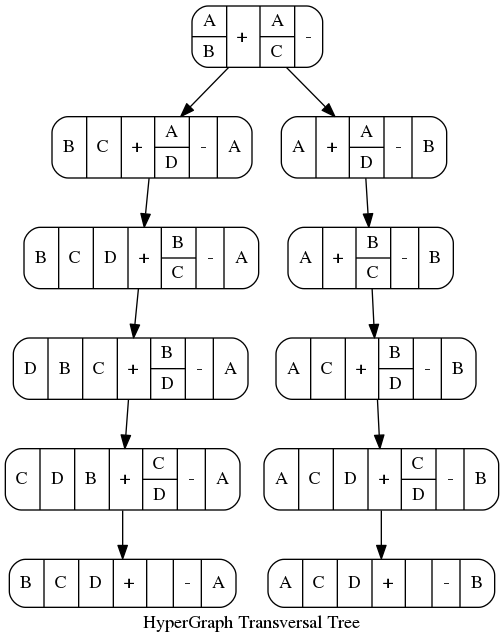 A B + A C -
B C + A D - A
A + A D - B
B C D + B C - A
A + B C - B
D B C + B D - A
A C + B D - B
C D B + C D - A
A C D + C D - B
B C D + - A
A C D + - B
HyperGraph Transversal Tree